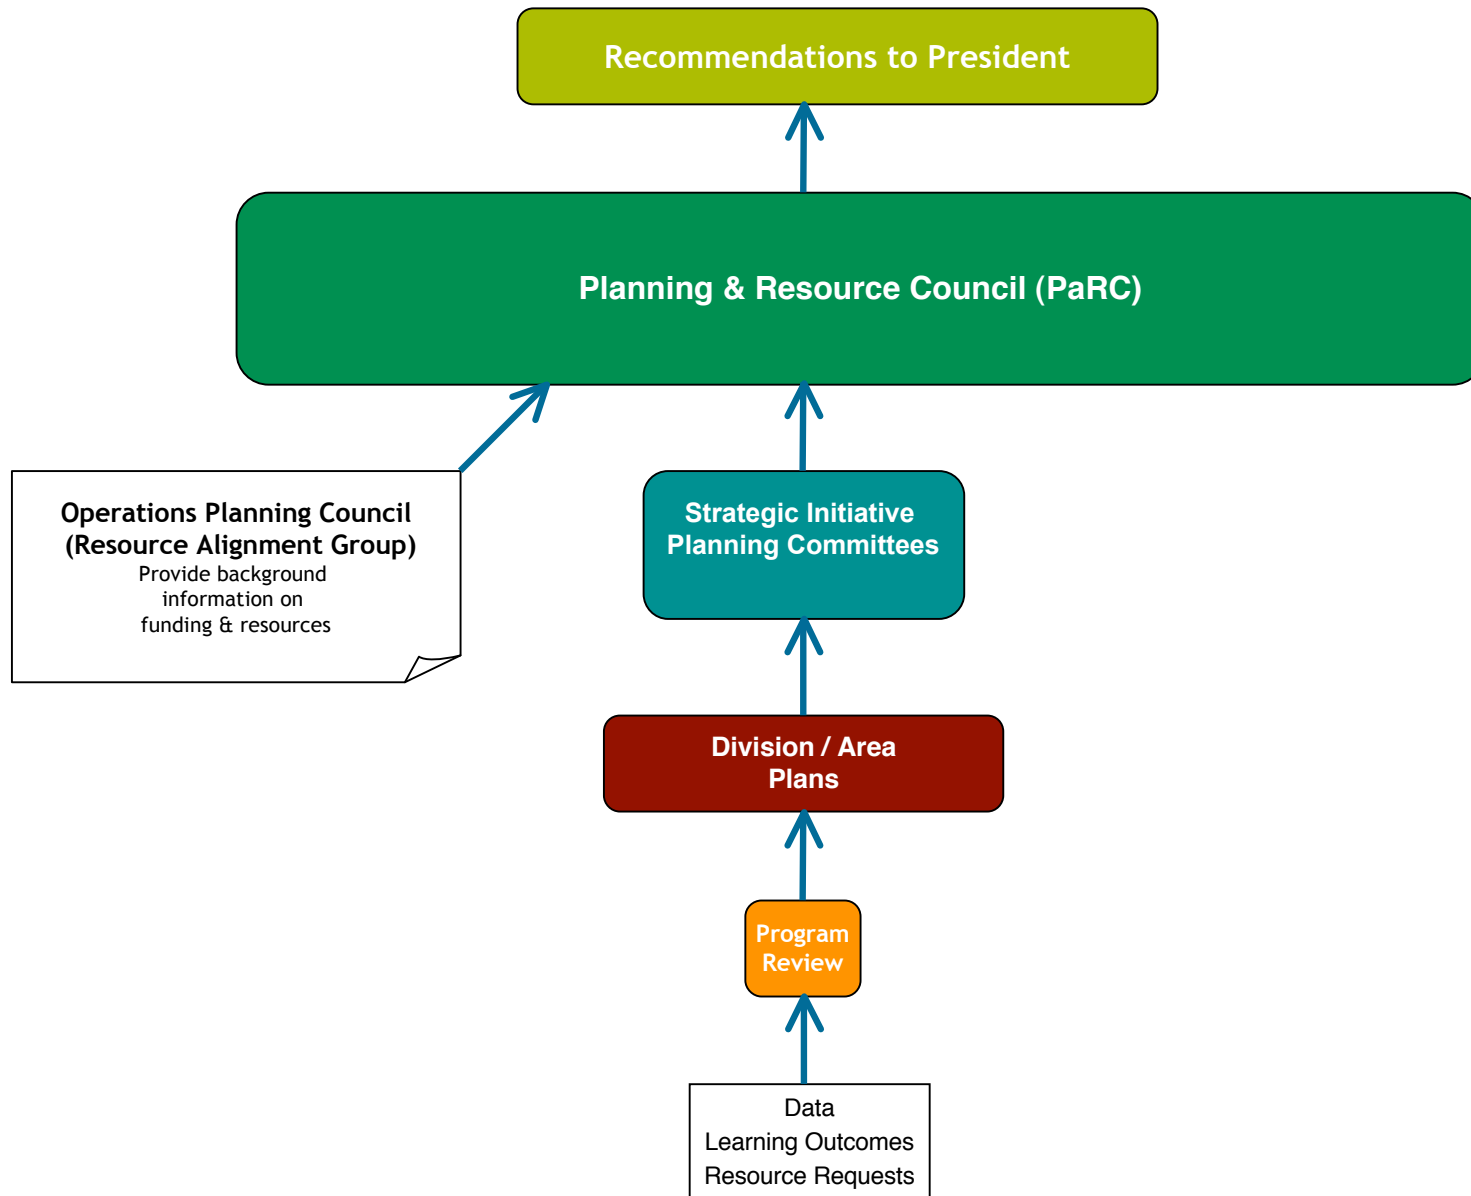 Recommendations to President
Planning & Resource Council (PaRC)
Operations Planning Council
(Resource Alignment Group)
Provide background
information on
funding & resources
Strategic Initiative
Planning Committees
Division / Area
Plans
Program
Review
Data
Learning Outcomes
Resource Requests